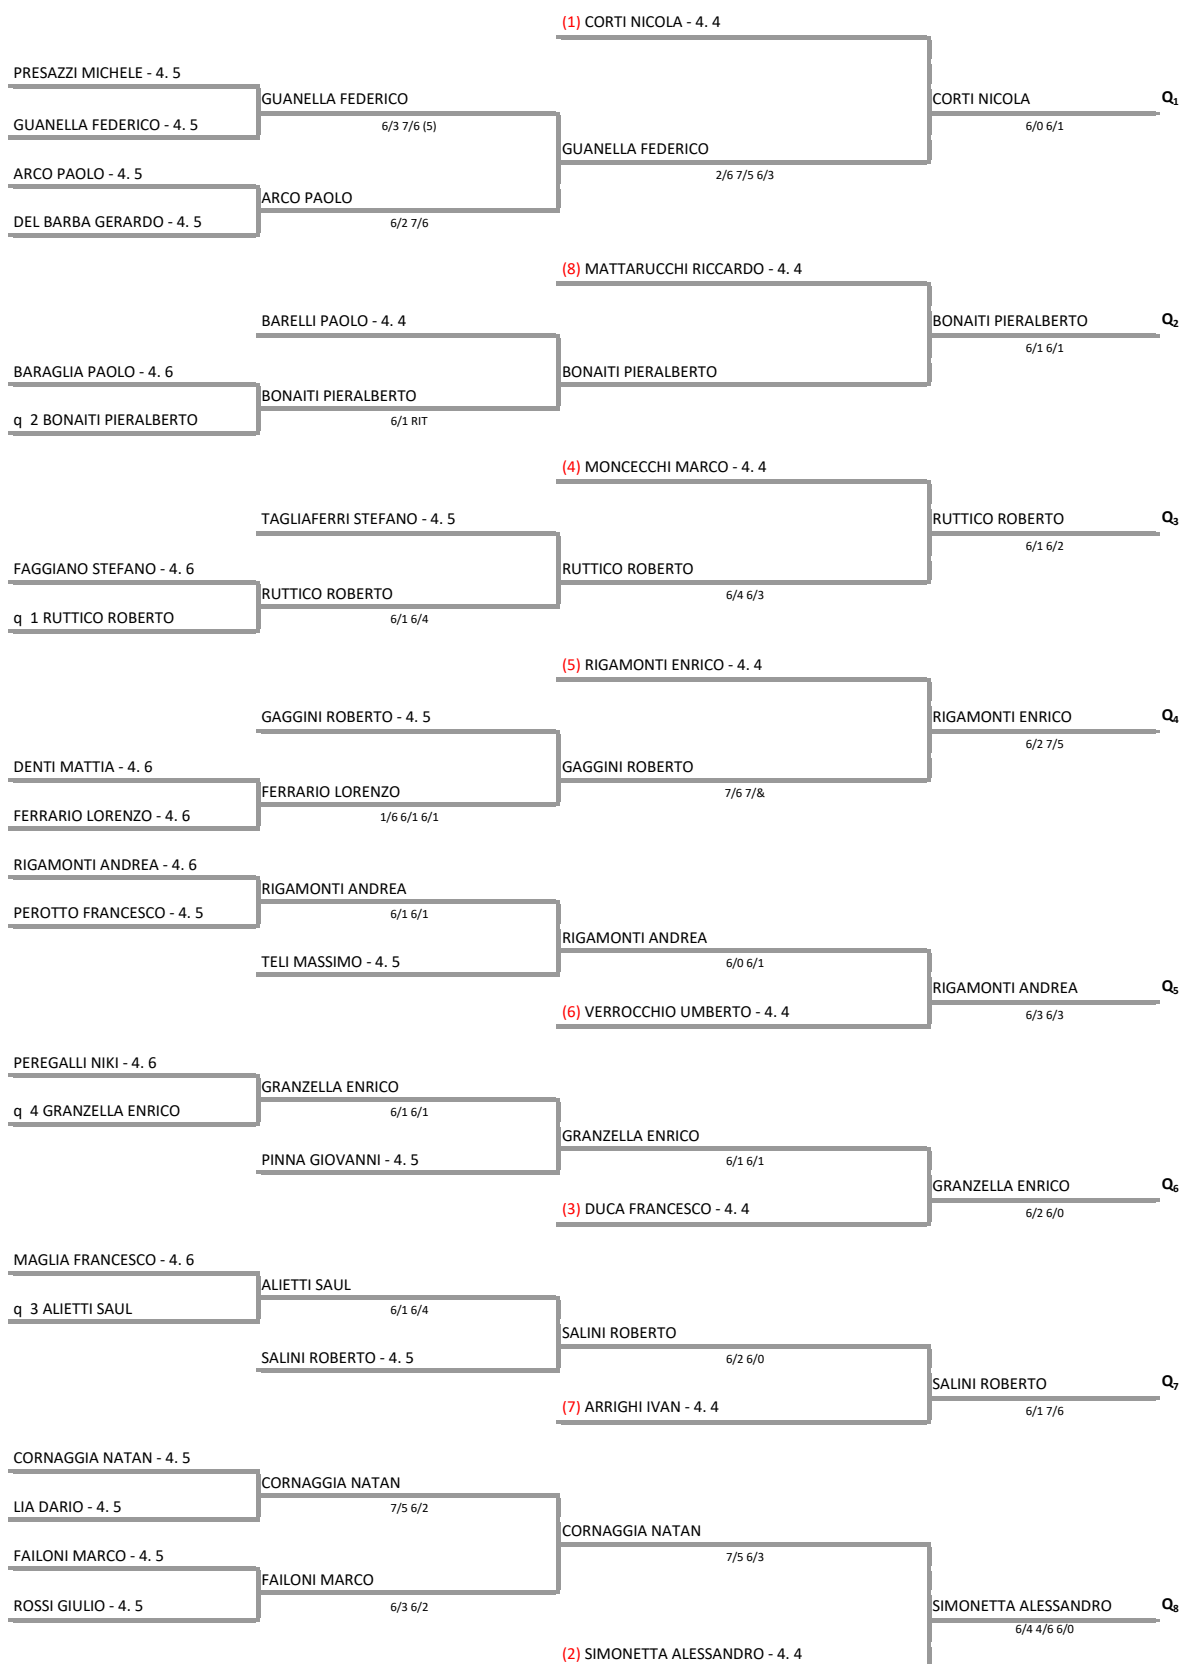 (1) CORTI NICOLA - 4. 4
PRESAZZI MICHELE - 4. 5
GUANELLA FEDERICO
CORTI NICOLA
Q1
GUANELLA FEDERICO - 4. 5
6/3 7/6 (5)
6/0 6/1
GUANELLA FEDERICO
ARCO PAOLO - 4. 5
2/6 7/5 6/3
ARCO PAOLO
DEL BARBA GERARDO - 4. 5
6/2 7/6
(8) MATTARUCCHI RICCARDO - 4. 4
BARELLI PAOLO - 4. 4
BONAITI PIERALBERTO
Q2
6/1 6/1
BARAGLIA PAOLO - 4. 6
BONAITI PIERALBERTO
BONAITI PIERALBERTO
q 2 BONAITI PIERALBERTO
6/1 RIT
(4) MONCECCHI MARCO - 4. 4
TAGLIAFERRI STEFANO - 4. 5
RUTTICO ROBERTO
Q3
6/1 6/2
FAGGIANO STEFANO - 4. 6
RUTTICO ROBERTO
RUTTICO ROBERTO
6/4 6/3
q 1 RUTTICO ROBERTO
6/1 6/4
(5) RIGAMONTI ENRICO - 4. 4
GAGGINI ROBERTO - 4. 5
RIGAMONTI ENRICO
Q4
6/2 7/5
DENTI MATTIA - 4. 6
GAGGINI ROBERTO
FERRARIO LORENZO
7/6 7/&
FERRARIO LORENZO - 4. 6
1/6 6/1 6/1
RIGAMONTI ANDREA - 4. 6
RIGAMONTI ANDREA
PEROTTO FRANCESCO - 4. 5
6/1 6/1
RIGAMONTI ANDREA
TELI MASSIMO - 4. 5
6/0 6/1
RIGAMONTI ANDREA
Q5
(6) VERROCCHIO UMBERTO - 4. 4
6/3 6/3
PEREGALLI NIKI - 4. 6
GRANZELLA ENRICO
q 4 GRANZELLA ENRICO
6/1 6/1
GRANZELLA ENRICO
PINNA GIOVANNI - 4. 5
6/1 6/1
GRANZELLA ENRICO
Q6
(3) DUCA FRANCESCO - 4. 4
6/2 6/0
MAGLIA FRANCESCO - 4. 6
ALIETTI SAUL
q 3 ALIETTI SAUL
6/1 6/4
SALINI ROBERTO
SALINI ROBERTO - 4. 5
6/2 6/0
SALINI ROBERTO
Q7
(7) ARRIGHI IVAN - 4. 4
6/1 7/6
CORNAGGIA NATAN - 4. 5
CORNAGGIA NATAN
LIA DARIO - 4. 5
7/5 6/2
CORNAGGIA NATAN
FAILONI MARCO - 4. 5
7/5 6/3
FAILONI MARCO
ROSSI GIULIO - 4. 5
6/3 6/2
SIMONETTA ALESSANDRO
Q8
6/4 4/6 6/0
(2) SIMONETTA ALESSANDRO - 4. 4